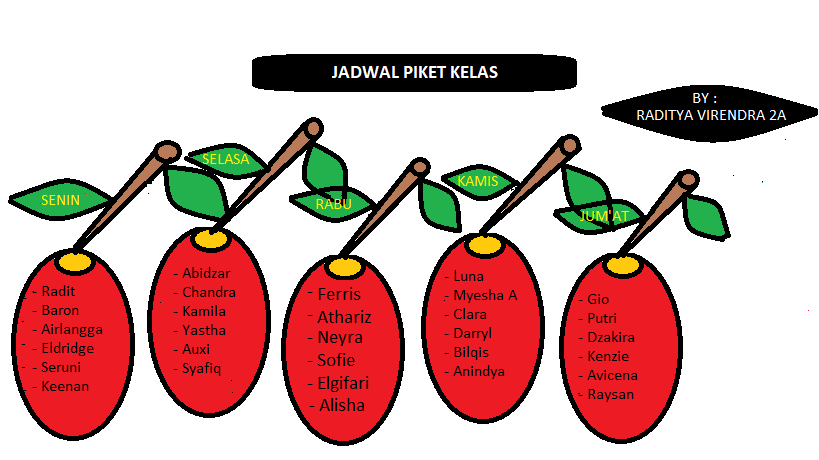 JADWAL PIKET KELAS
BY :
RADITYA VIRENDRA 2A
SENIN
- Radit
- Baron
- Airlangga
- Eldridge
- Seruni
- Keenan
SELASA
- Abidzar
- Chandra
- Kamila
- Yastha
- Auxi
- Syafiq
RABU
- Ferris
- Athariz
- Neyra
- Sofie
- Elgifari
- Alisha
KAMIS
- Luna
- Myesha A
- Clara
- Darryl
- Bilqis
- Anindya
JUM'AT
- Gio
- Putri
- Dzakira
- Kenzie
- Avicena
- Raysan